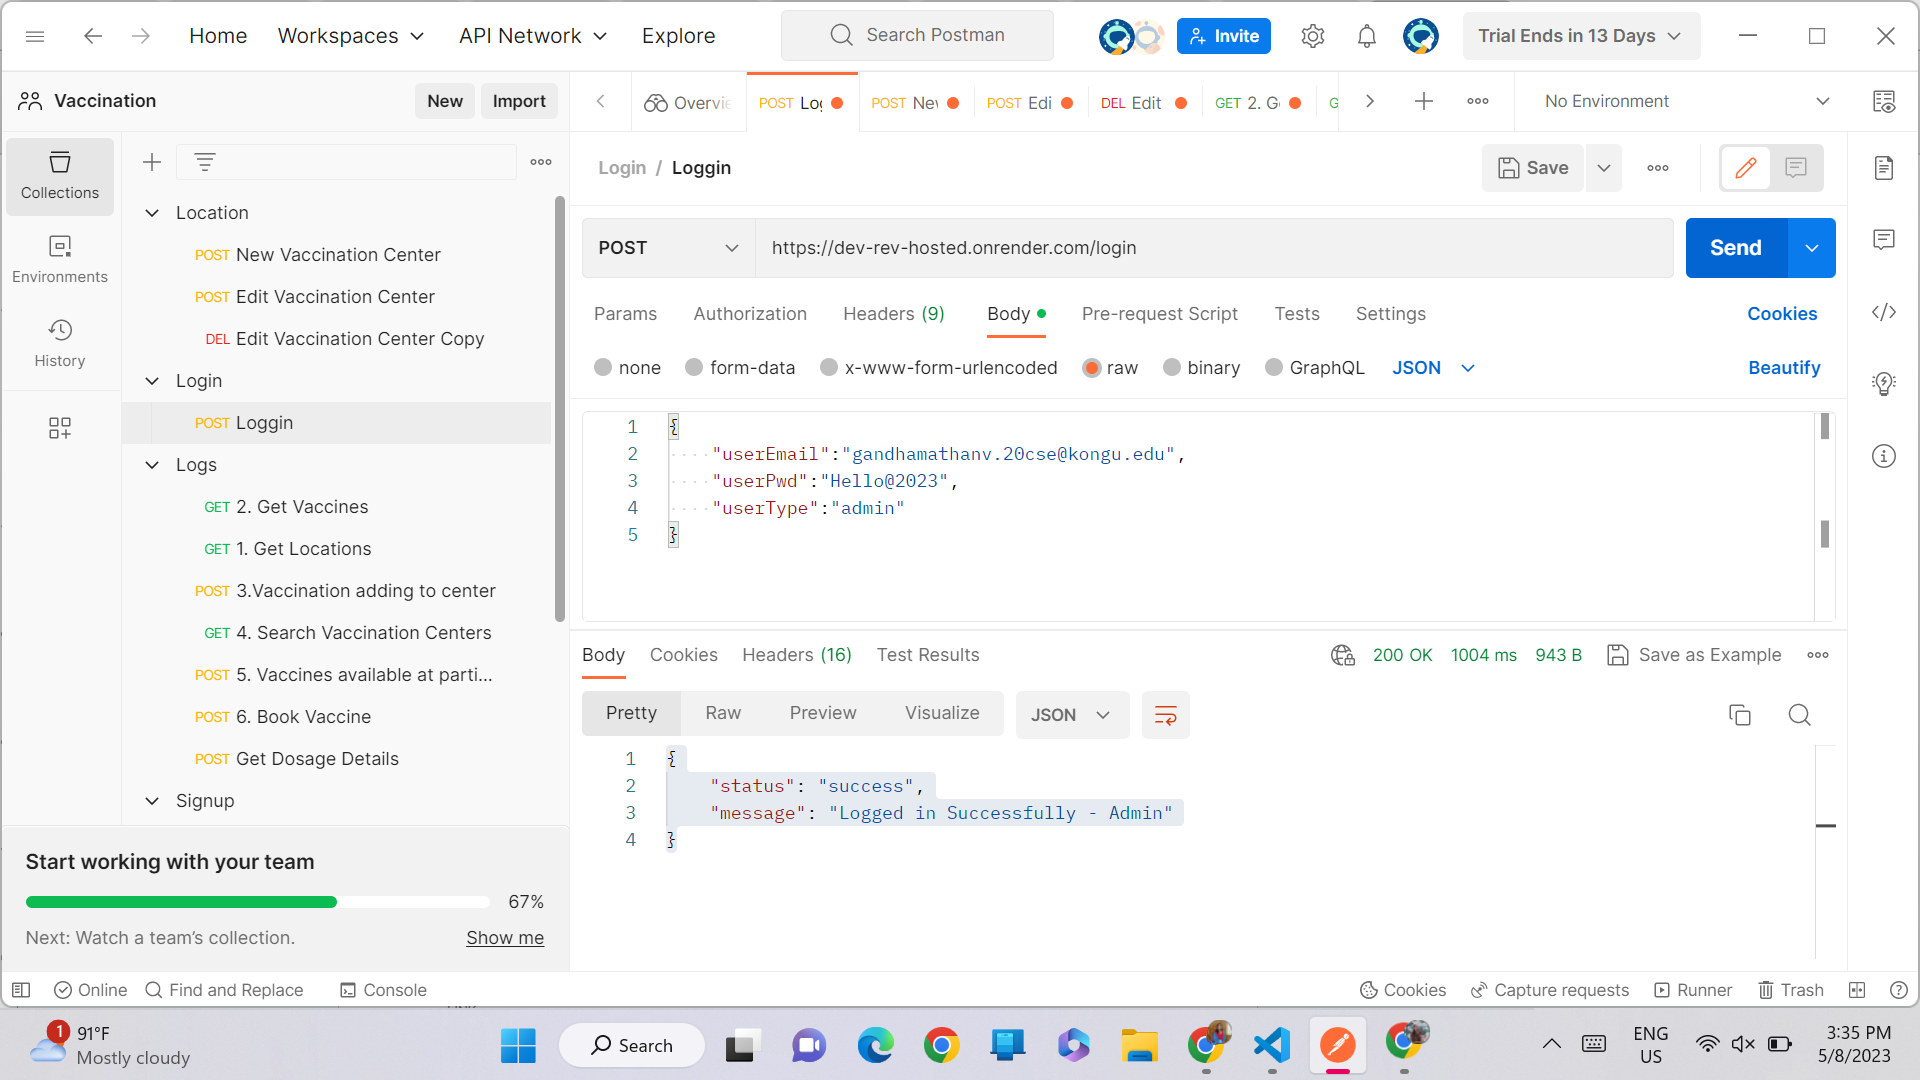 Home
Workspaces
API Network
Explore
Search Postman
Invite
Trial Ends in 13 Days
Vaccination
New
Import
Overvie
POST
POST
POST Edi
DEL Edit
GET 2. G
No Environment
Collections
Environments
History
Location
POST New Vaccination Center
POST Edit Vaccination Center
DEL Edit Vaccination Center Copy
Login
POST Loggin
Logs
GET 2. Get Vaccines
GET 1. Get Locations
POST 3.Vaccination adding to center
GET 4. Search Vaccination Centers
POST 5. Vaccines available at parti...
POST 6. Book Vaccine
POST Get Dosage Details
Signup
Start working with your team
67%
Next: Watch a team's collection.
Show me
Login / Loggin
Save
POST
https://dev-rev-hosted.onrender.com/login
Send
Params
Authorization
Headers (9)
Body
Pre-request Script
Tests
Settings
Cookies
none
form-data
x-www-form-urlencoded
raw
binary
GraphQL
JSON
Beautify
1 {
2 "userEmail":"gandhamathanv.20cse@kongu.edu",
3 "userPwd":"Hello@2023",
4 "userType":"admin"
5 }
Body
Cookies
Headers (16)
Test Results
200 OK
1004 ms
943 B
Save as Example
Pretty
Raw
Preview
Visualize
JSON
1 {
2 "status": "success",
3 "message": "Logged in Successfully - Admin"
4 }
Online
Find and Replace
Console
Cookies
Capture requests
Runner
Trash
1
91°F
Mostly cloudy
Search
ENG
US
3:35 PM
5/8/2023